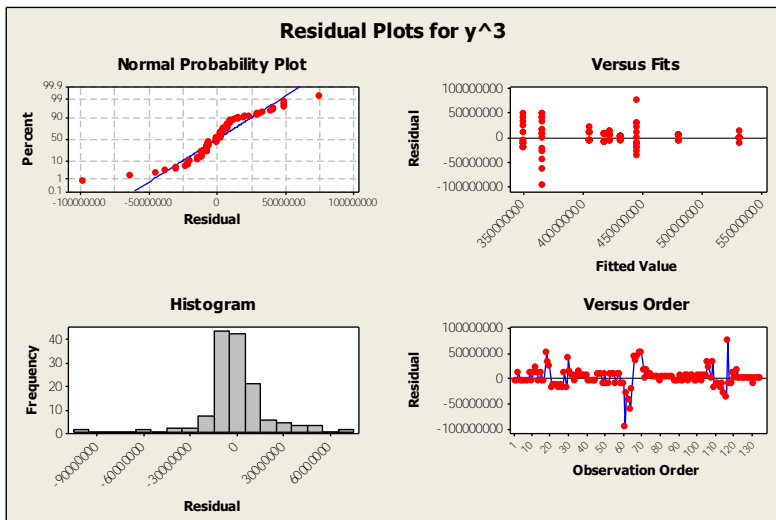 Residual Plots for y^3
Normal Probability Plot
99.9
99
90
50
10
1
0.1
Percent
-100000000 -50000000 0 50000000 100000000
Residual
Versus Fits
100000000
50000000
0
-50000000
-100000000
Residual
350000000 400000000 450000000 500000000 550000000
Fitted Value
Histogram
40
30
20
10
0
Frequency
-90000000 -60000000 -30000000 0 30000000 60000000
Residual
Versus Order
100000000
50000000
0
-50000000
-100000000
Residual
1 10 20 30 40 50 60 70 80 90 100 110 120 130
Observation Order